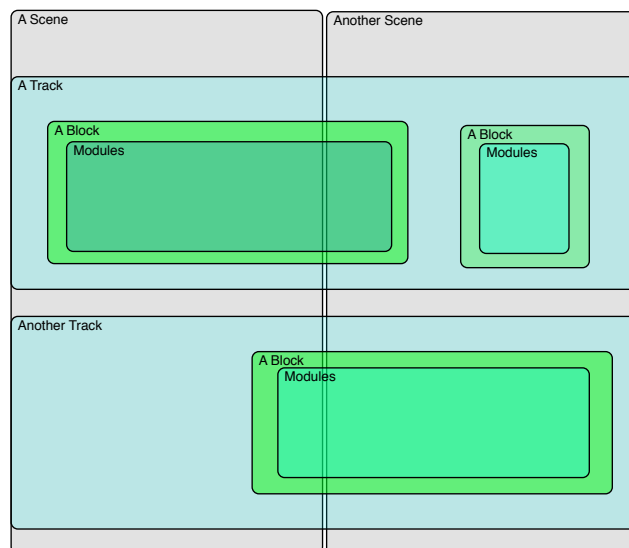 A Scene
Another Scene
A Track
A Block
Modules
A Block
Modules
Another Track
A Block
Modules